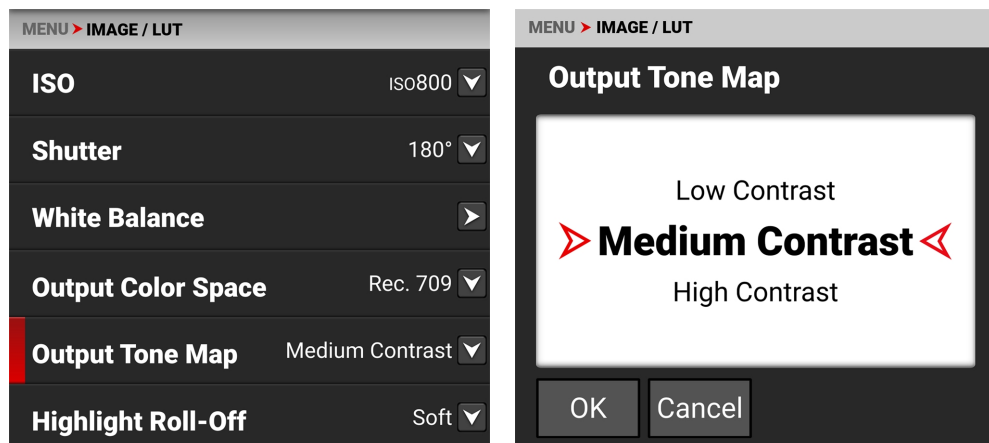 MENU IMAGE / LUT
ISO ISO800
Shutter 180°
White Balance
Output Color Space Rec. 709
Output Tone Map Medium Contrast
Highlight Roll-Off Soft
MENU IMAGE / LUT
Output Tone Map
Low Contrast
Medium Contrast
High Contrast
OK Cancel